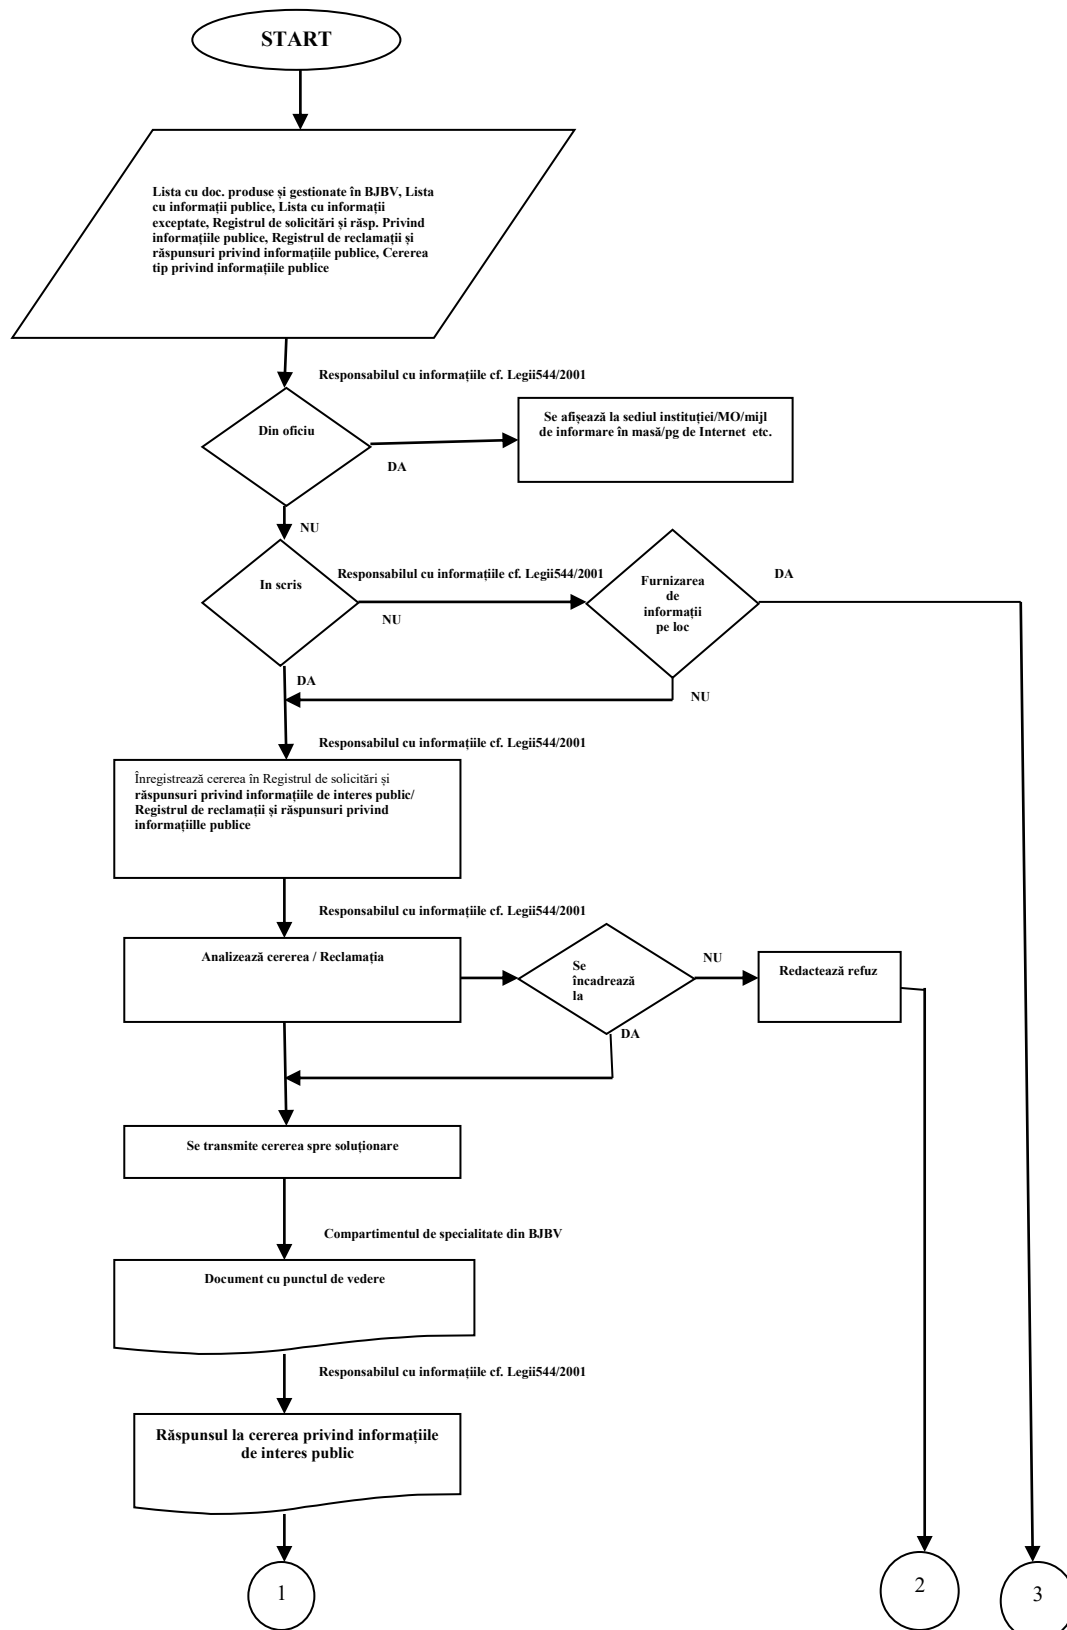 START
Lista cu doc. produse și gestionate în BJBV, Lista
cu informații publice, Lista cu informații
exceptate, Registrul de solicitări și răsp. Privind
informațiile publice, Registrul de reclamații și
răspunsuri privind informațiile publice, Cererea
tip privind informațiile publice
Responsabilul cu informațiile cf. Legii544/2001
Din oficiu
DA
Se afișează la sediul instituției/MO/mijl
de informare în masă/pg de Internet etc.
NU
In scris
Responsabilul cu informațiile cf. Legii544/2001
NU
Furnizarea
de
informații
pe loc
DA
DA
NU
Responsabilul cu informațiile cf. Legii544/2001
Înregistrează cererea în Registrul de solicitări și
răspunsuri privind informațiile de interes public/
Registrul de reclamații și răspunsuri privind
informațiille publice
Responsabilul cu informațiile cf. Legii544/2001
Analizează cererea / Reclamația
Se
încadrează
la
NU
Redactează refuz
DA
Se transmite cererea spre soluționare
Compartimentul de specialitate din BJBV
Document cu punctul de vedere
Responsabilul cu informațiile cf. Legii544/2001
Răspunsul la cererea privind informațiile
de interes public
1
2
3